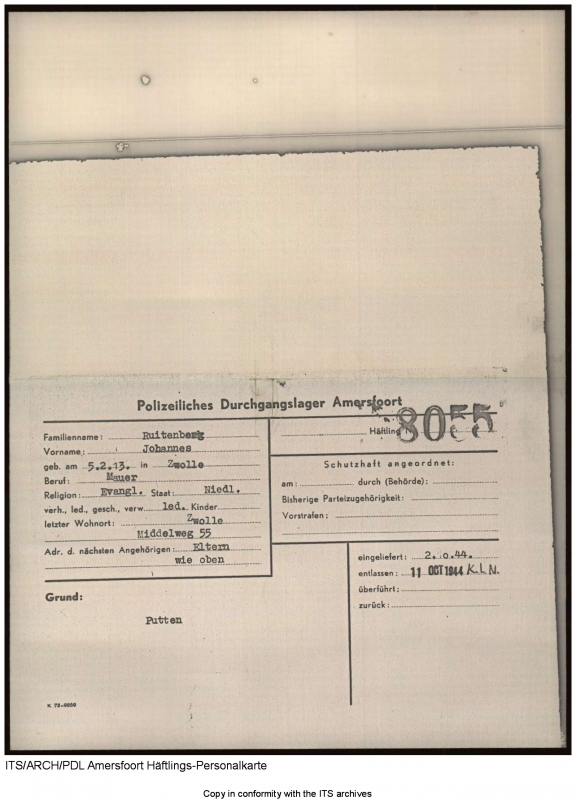 Polizeiliches Durchgangslager Amersfoort
Häftling 8055
Familienname: Ruitenberg
Vorname: Johannes
geb. am 5.2.13. in Zwolle
Beruf: Mauer
Religion: Evangl. Staat: Niedl.
verh., led., gesch., verw. led. Kinder
letzter Wohnort: Zwolle
Middelweg 55
Adr. d. nächsten Angehörigen: Eltern
wie oben
Schutzhaft angeordnet:
am: durch (Behörde):
Bisherige Parteizugehörigkeit:
Vorstrafen:
Grund:
Putten
eingeliefert: 2. o.44.
entlassen: 11 OCT 1944 K.L.N.
überführt:
zurück:
K 73-9059
ITS/ARCH/PDL Amersfoort Häftlings-Personalkarte
Copy in conformity with the ITS archives